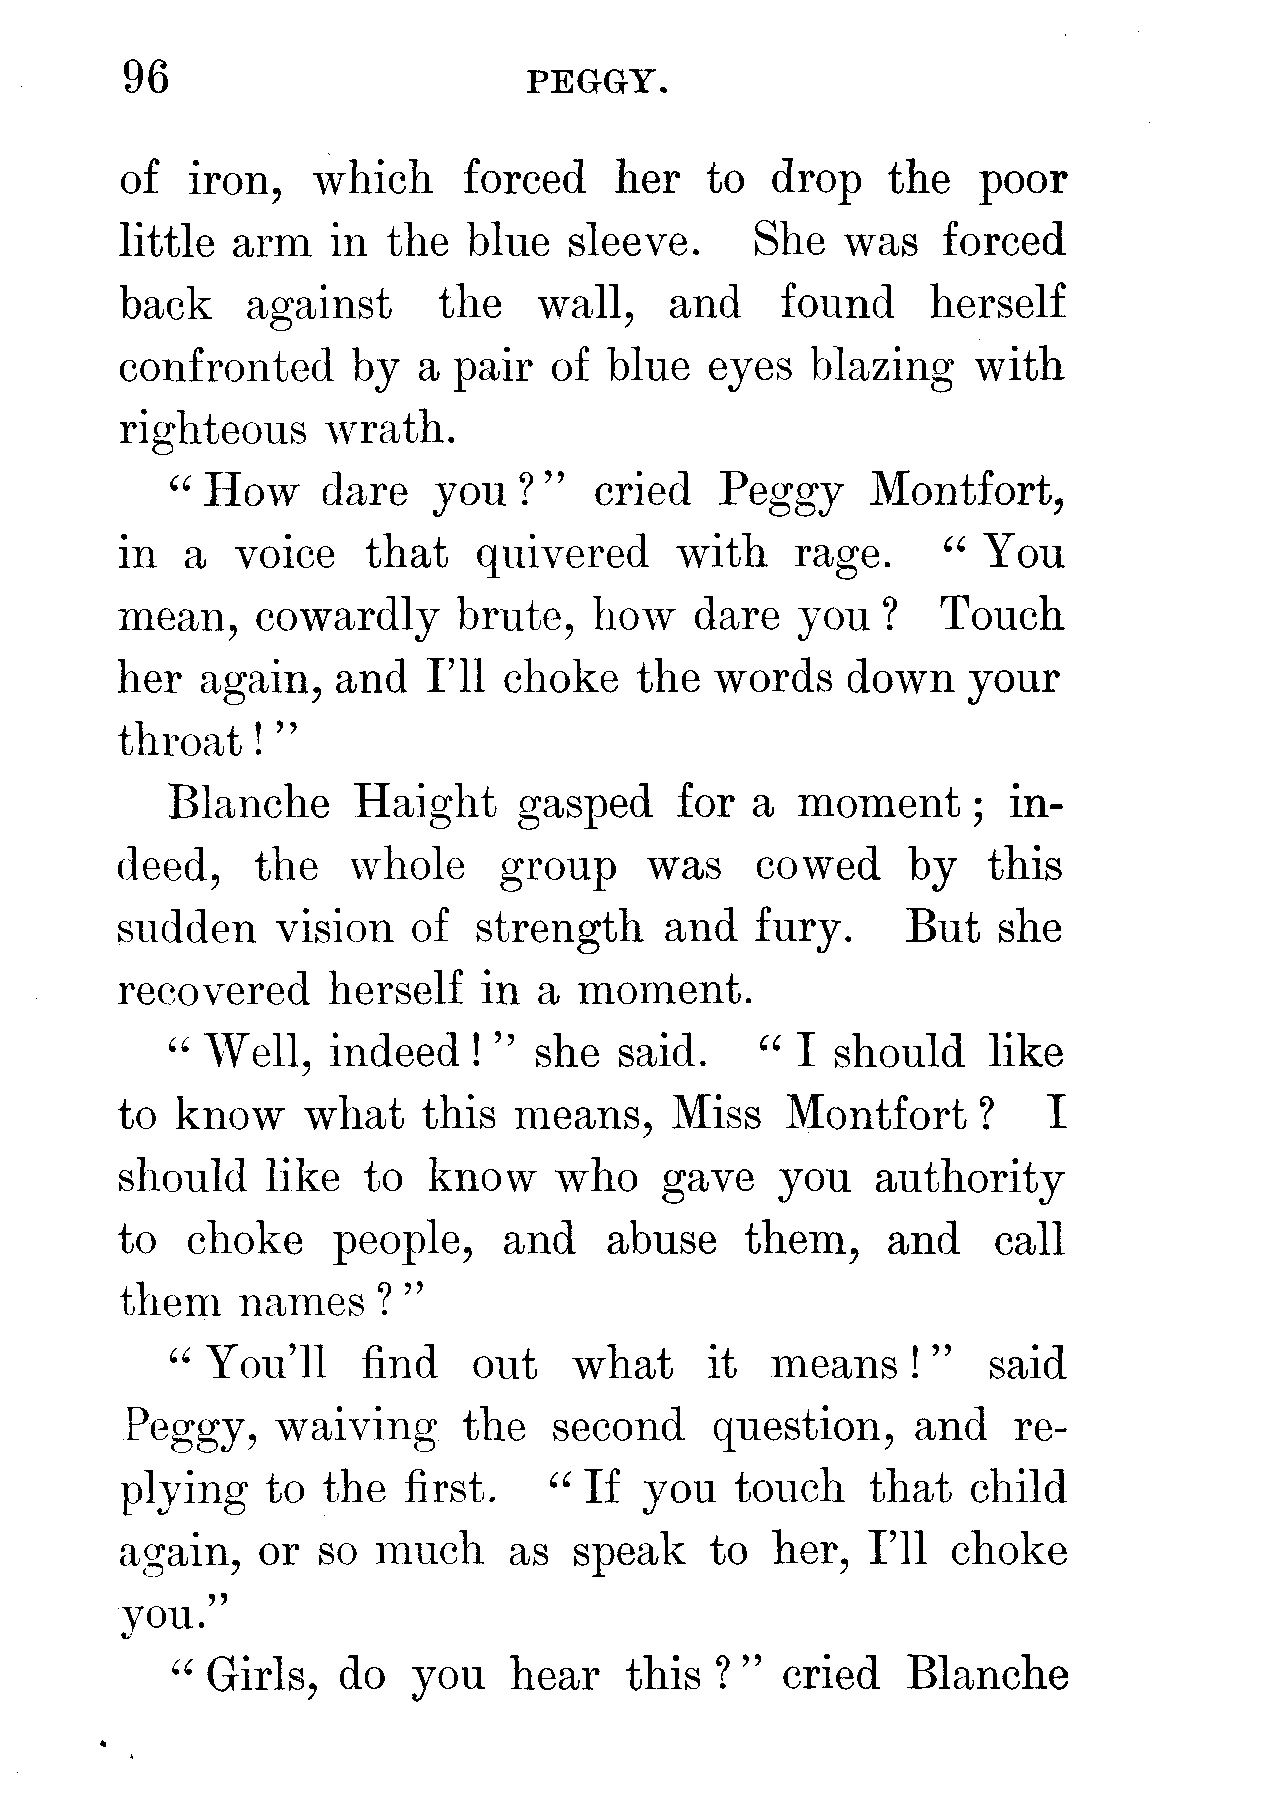 96 PEGGY.
of iron, which forced her to drop the poor
little arm in the blue sleeve. She was forced
back against the wall, and found herself
confronted by a pair of blue eyes blazing with
righteous wrath.
“ How dare you ? ” cried Peggy Montfort,
in a voice that quivered with rage. “ You
mean, cowardly brute, how dare you ? Touch
her again, and I’ll choke the words down your
throat ! ”
Blanche Haight gasped for a moment ; in-
deed, the whole group was cowed by this
sudden vision of strength and fury. But she
recovered herself in a moment.
“ Well, indeed ! ” she said. “ I should like
to know what this means, Miss Montfort ? I
should like to know who gave you authority
to choke people, and abuse them, and call
them names ? ”
“ You’ll find out what it means ! ” said
Peggy, waiving the second question, and re-
plying to the first. “ If you touch that child
again, or so much as speak to her, I’ll choke
you.”
“ Girls, do you hear this ? ” cried Blanche